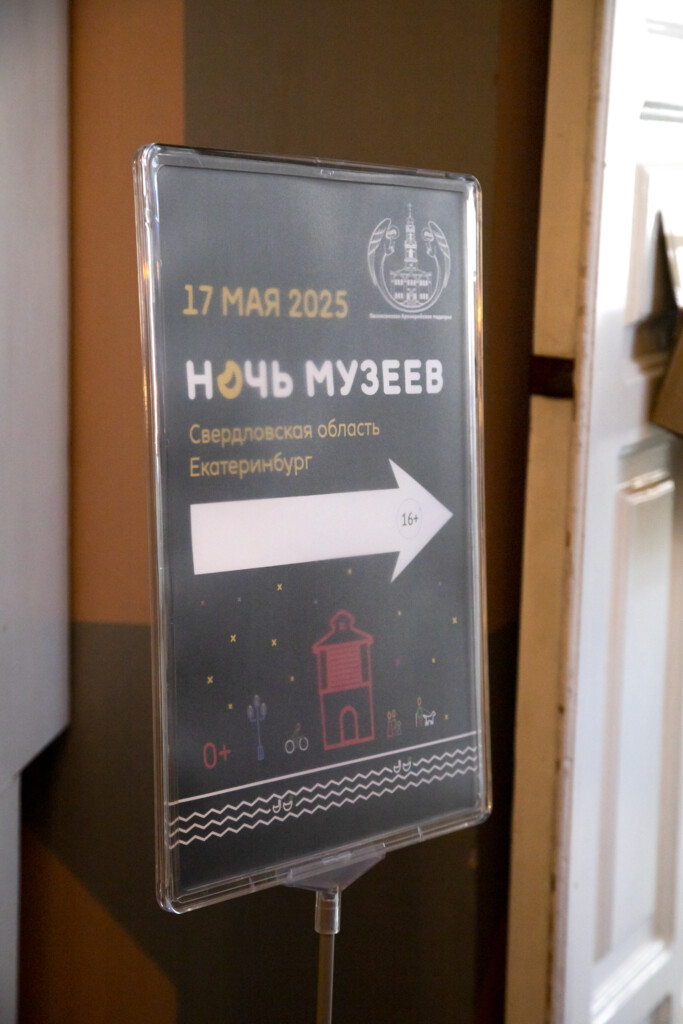 17 МАЯ 2025
НОЧЬ МУЗЕЕВ
Свердловская область
Екатеринбург
16+
0+